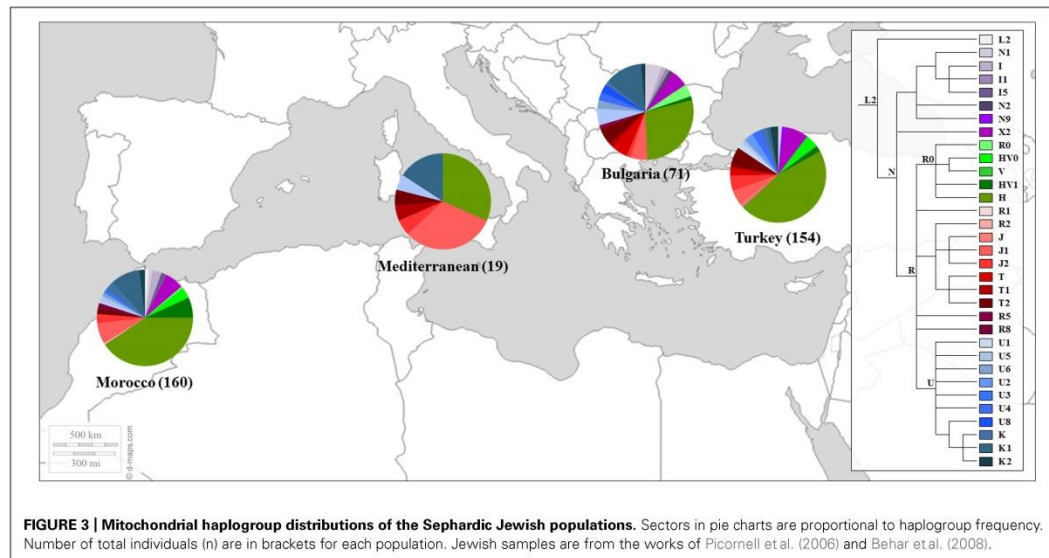 L2
N1
I
I1
I5
N2
N9
X2
R0
HV0
V
HV1
H
R1
R2
J
J1
J2
T
T1
T2
R5
R8
U1
U5
U6
U2
U3
U4
U8
K
K1
K2
L2
R0
N
R
U
Bulgaria (71)
Turkey (154)
Mediterranean (19)
Morocco (160)
500 km
300 mi
© d-maps.com
FIGURE 3 | Mitochondrial haplogroup distributions of the Sephardic Jewish populations. Sectors in pie charts are proportional to haplogroup frequency.
Number of total individuals (n) are in brackets for each population. Jewish samples are from the works of Picornell et al. (2006) and Behar et al. (2008).